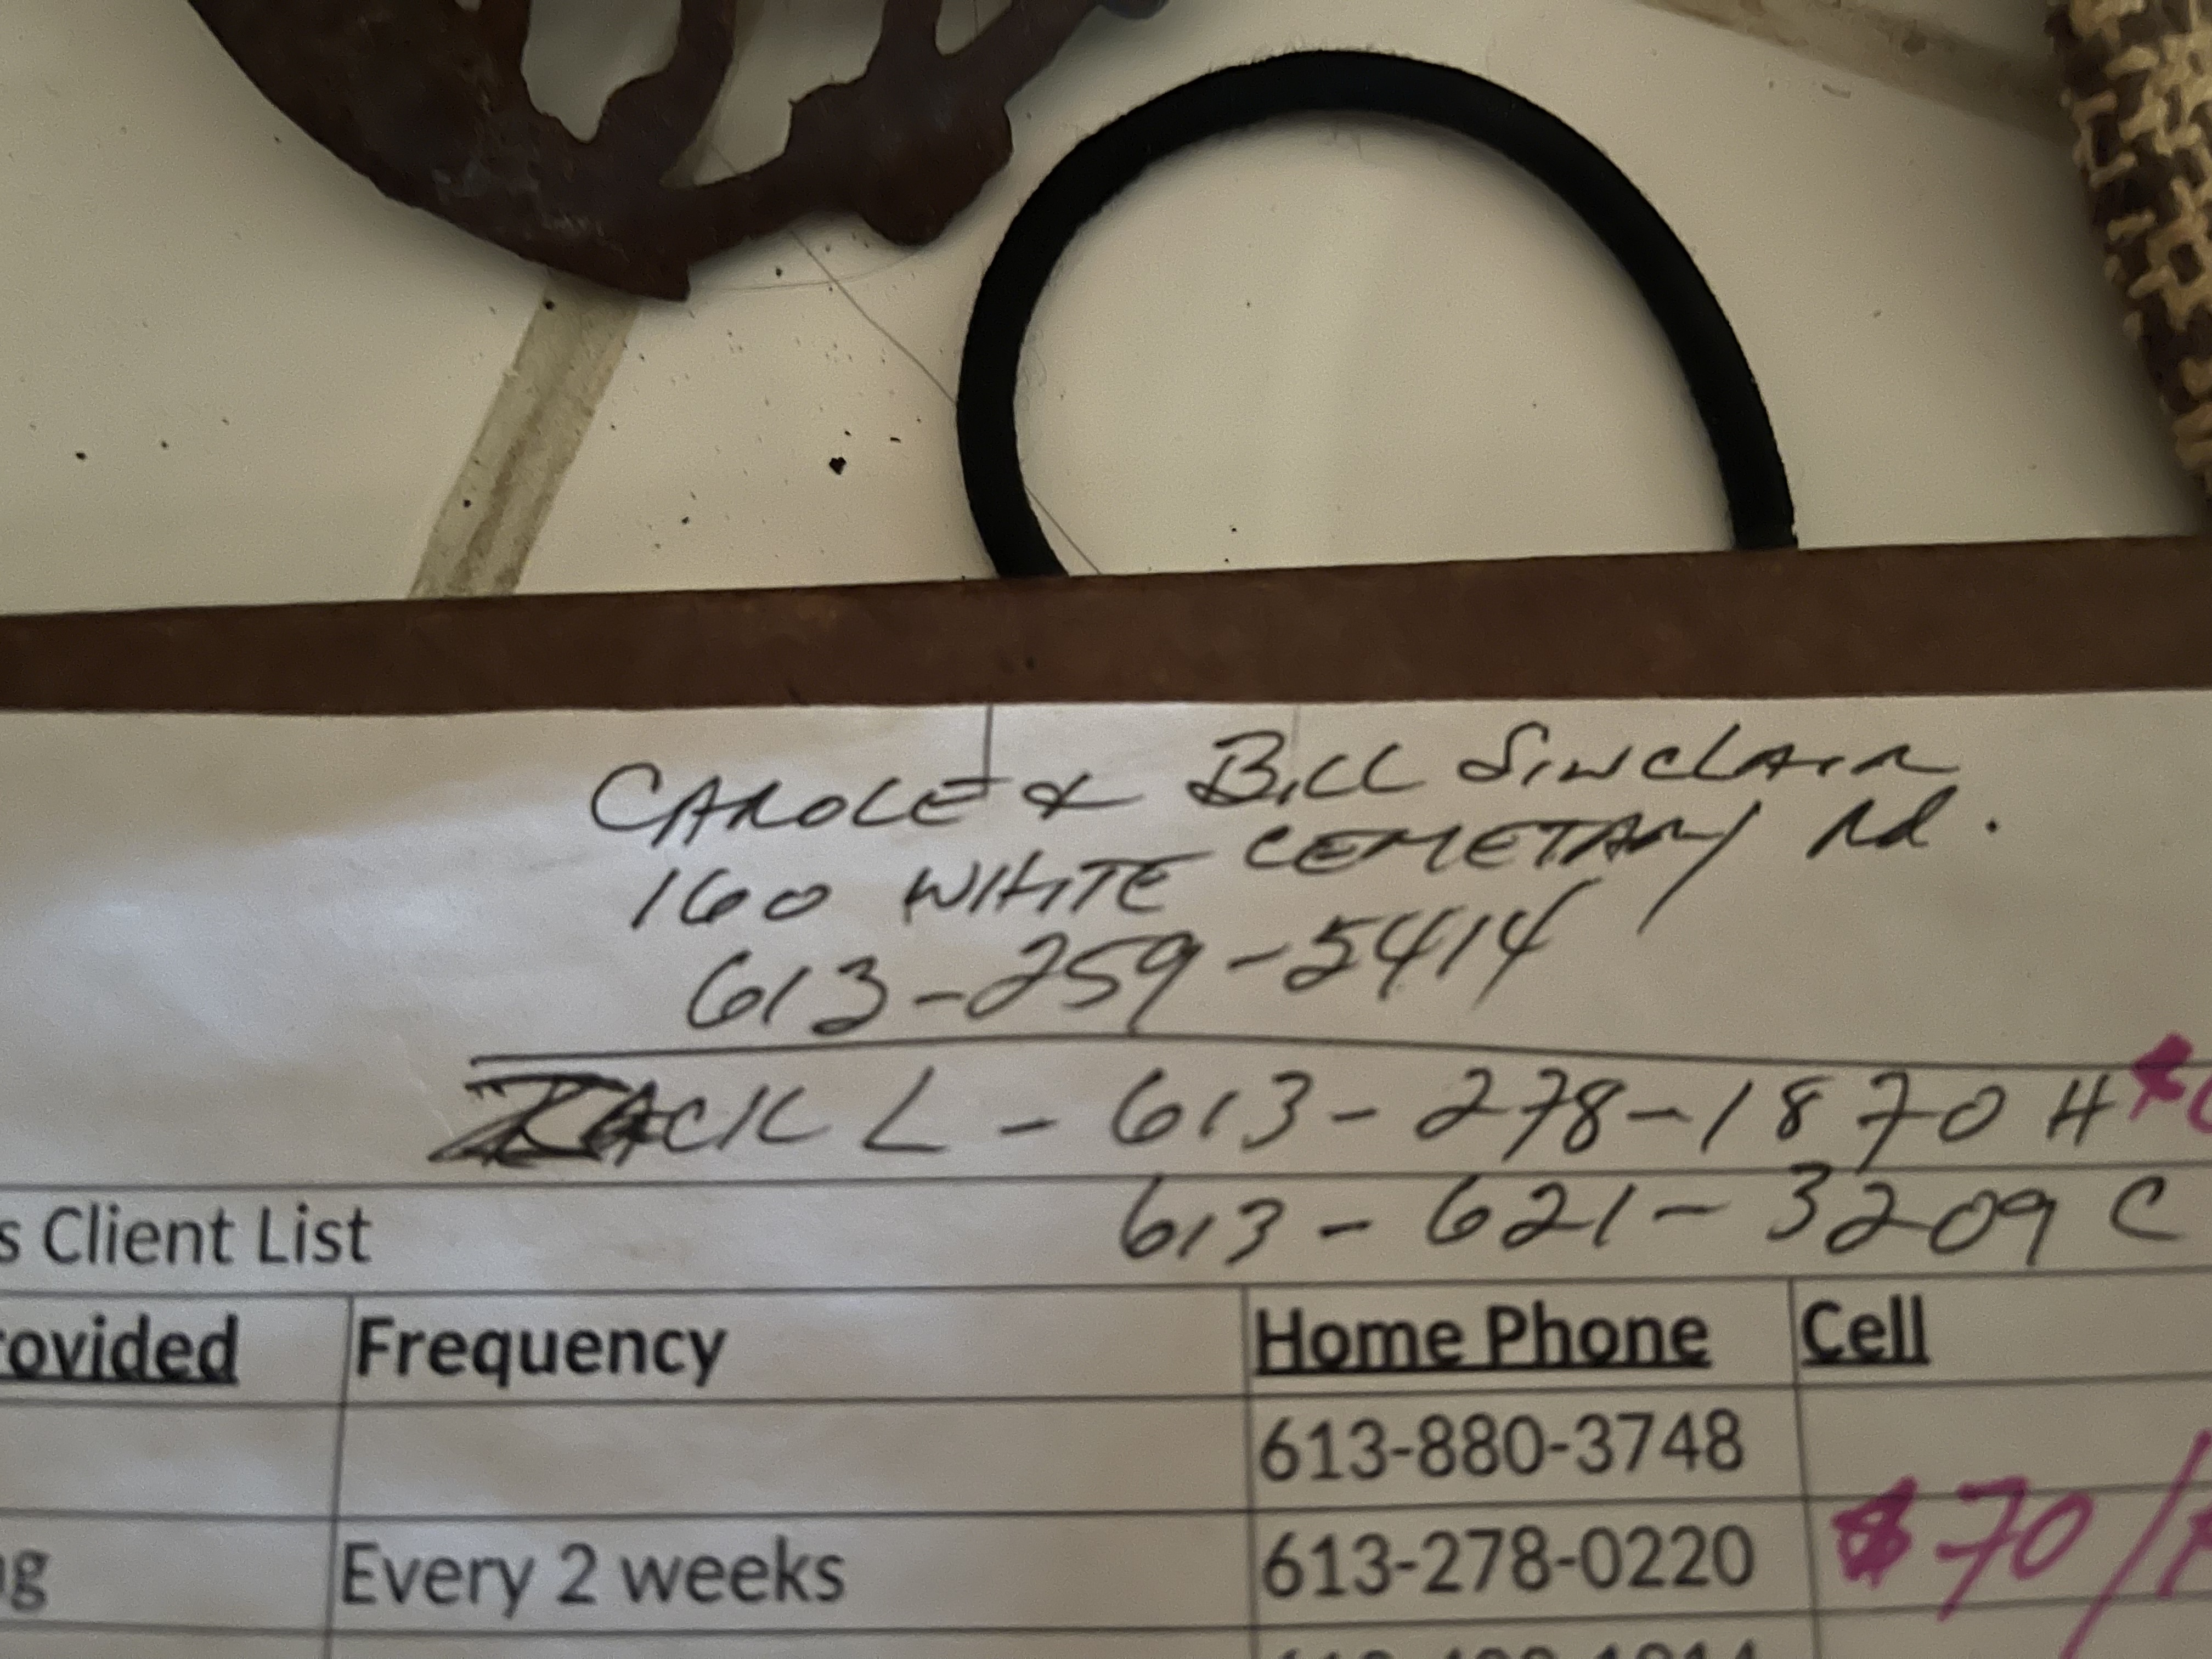 CAROLE & BILL SINCLAIR
160 WHITE CEMETARY Rd.
613-259-5414
ZACK L - 613-278-1870 H
613-621-3209 C
s Client List
rovided Frequency Home Phone Cell
613-880-3748
g Every 2 weeks 613-278-0220 $70/